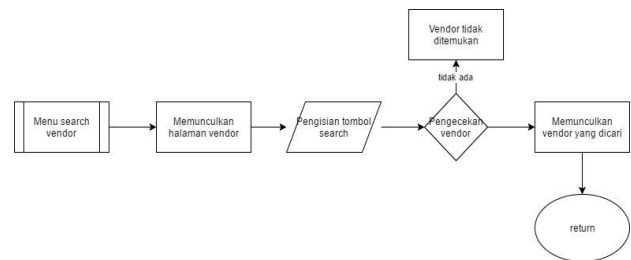 Vendor tidak
ditemukan
tidak ada
Menu search
vendor
Memunculkan
halaman vendor
Pengisian tombol
search
Pengecekan
vendor
Memunculkan
vendor yang dicari
return